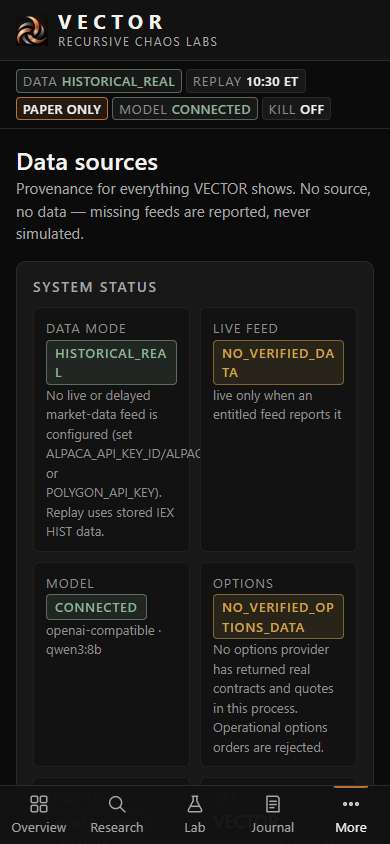 VECTOR
RECURSIVE CHAOS LABS
DATA HISTORICAL_REAL REPLAY 10:30 ET
PAPER ONLY MODEL CONNECTED KILL OFF
Data sources
Provenance for everything VECTOR shows. No source,
no data — missing feeds are reported, never
simulated.
SYSTEM STATUS
DATA MODE
HISTORICAL_REA
L
No live or delayed
market-data feed is
configured (set
ALPACA_API_KEY_ID/ALPAC
or
POLYGON_API_KEY).
Replay uses stored IEX
HIST data.
LIVE FEED
NO_VERIFIED_DA
TA
live only when an
entitled feed reports it
MODEL
CONNECTED
openai-compatible ·
qwen3:8b
OPTIONS
NO_VERIFIED_OP
TIONS_DATA
No options provider
has returned real
contracts and quotes
in this process.
Operational options
orders are rejected.
Overview Research Lab Journal More